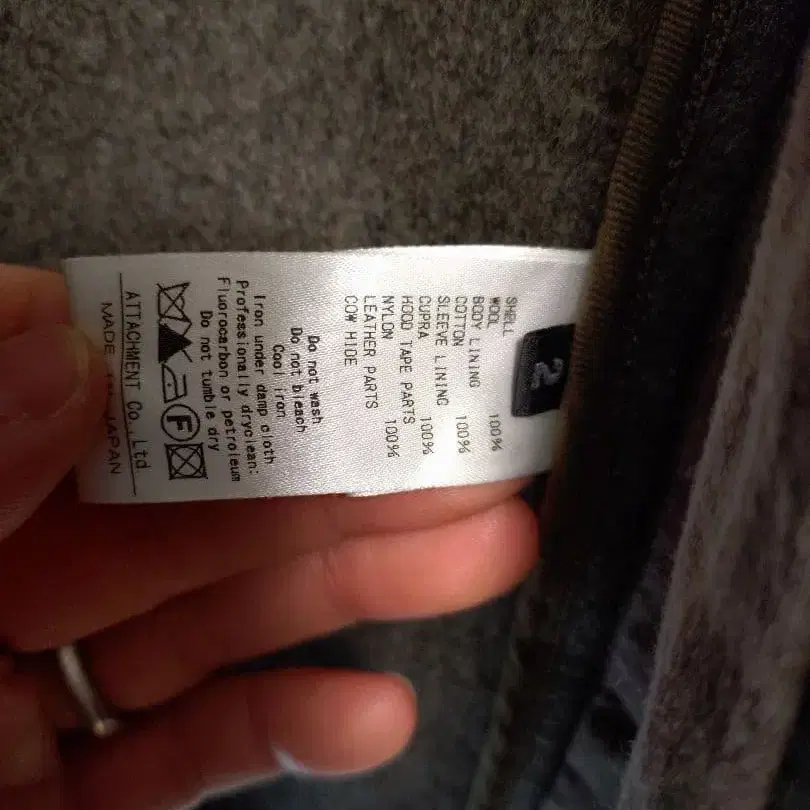 2
SHELL
WOOL 100%
BODY LINING
COTTON 100%
SLEEVE LINING
CUPRA 100%
HOOD TAPE PARTS
NYLON 100%
LEATHER PARTS
COW HIDE
Do not wash
Do not bleach
Cool iron
Iron under damp cloth
Professionally dryclean:
Fluorocarbon or petroleum
Do not tumble dry
F
ATTACHMENT Co., Ltd.
MADE IN JAPAN